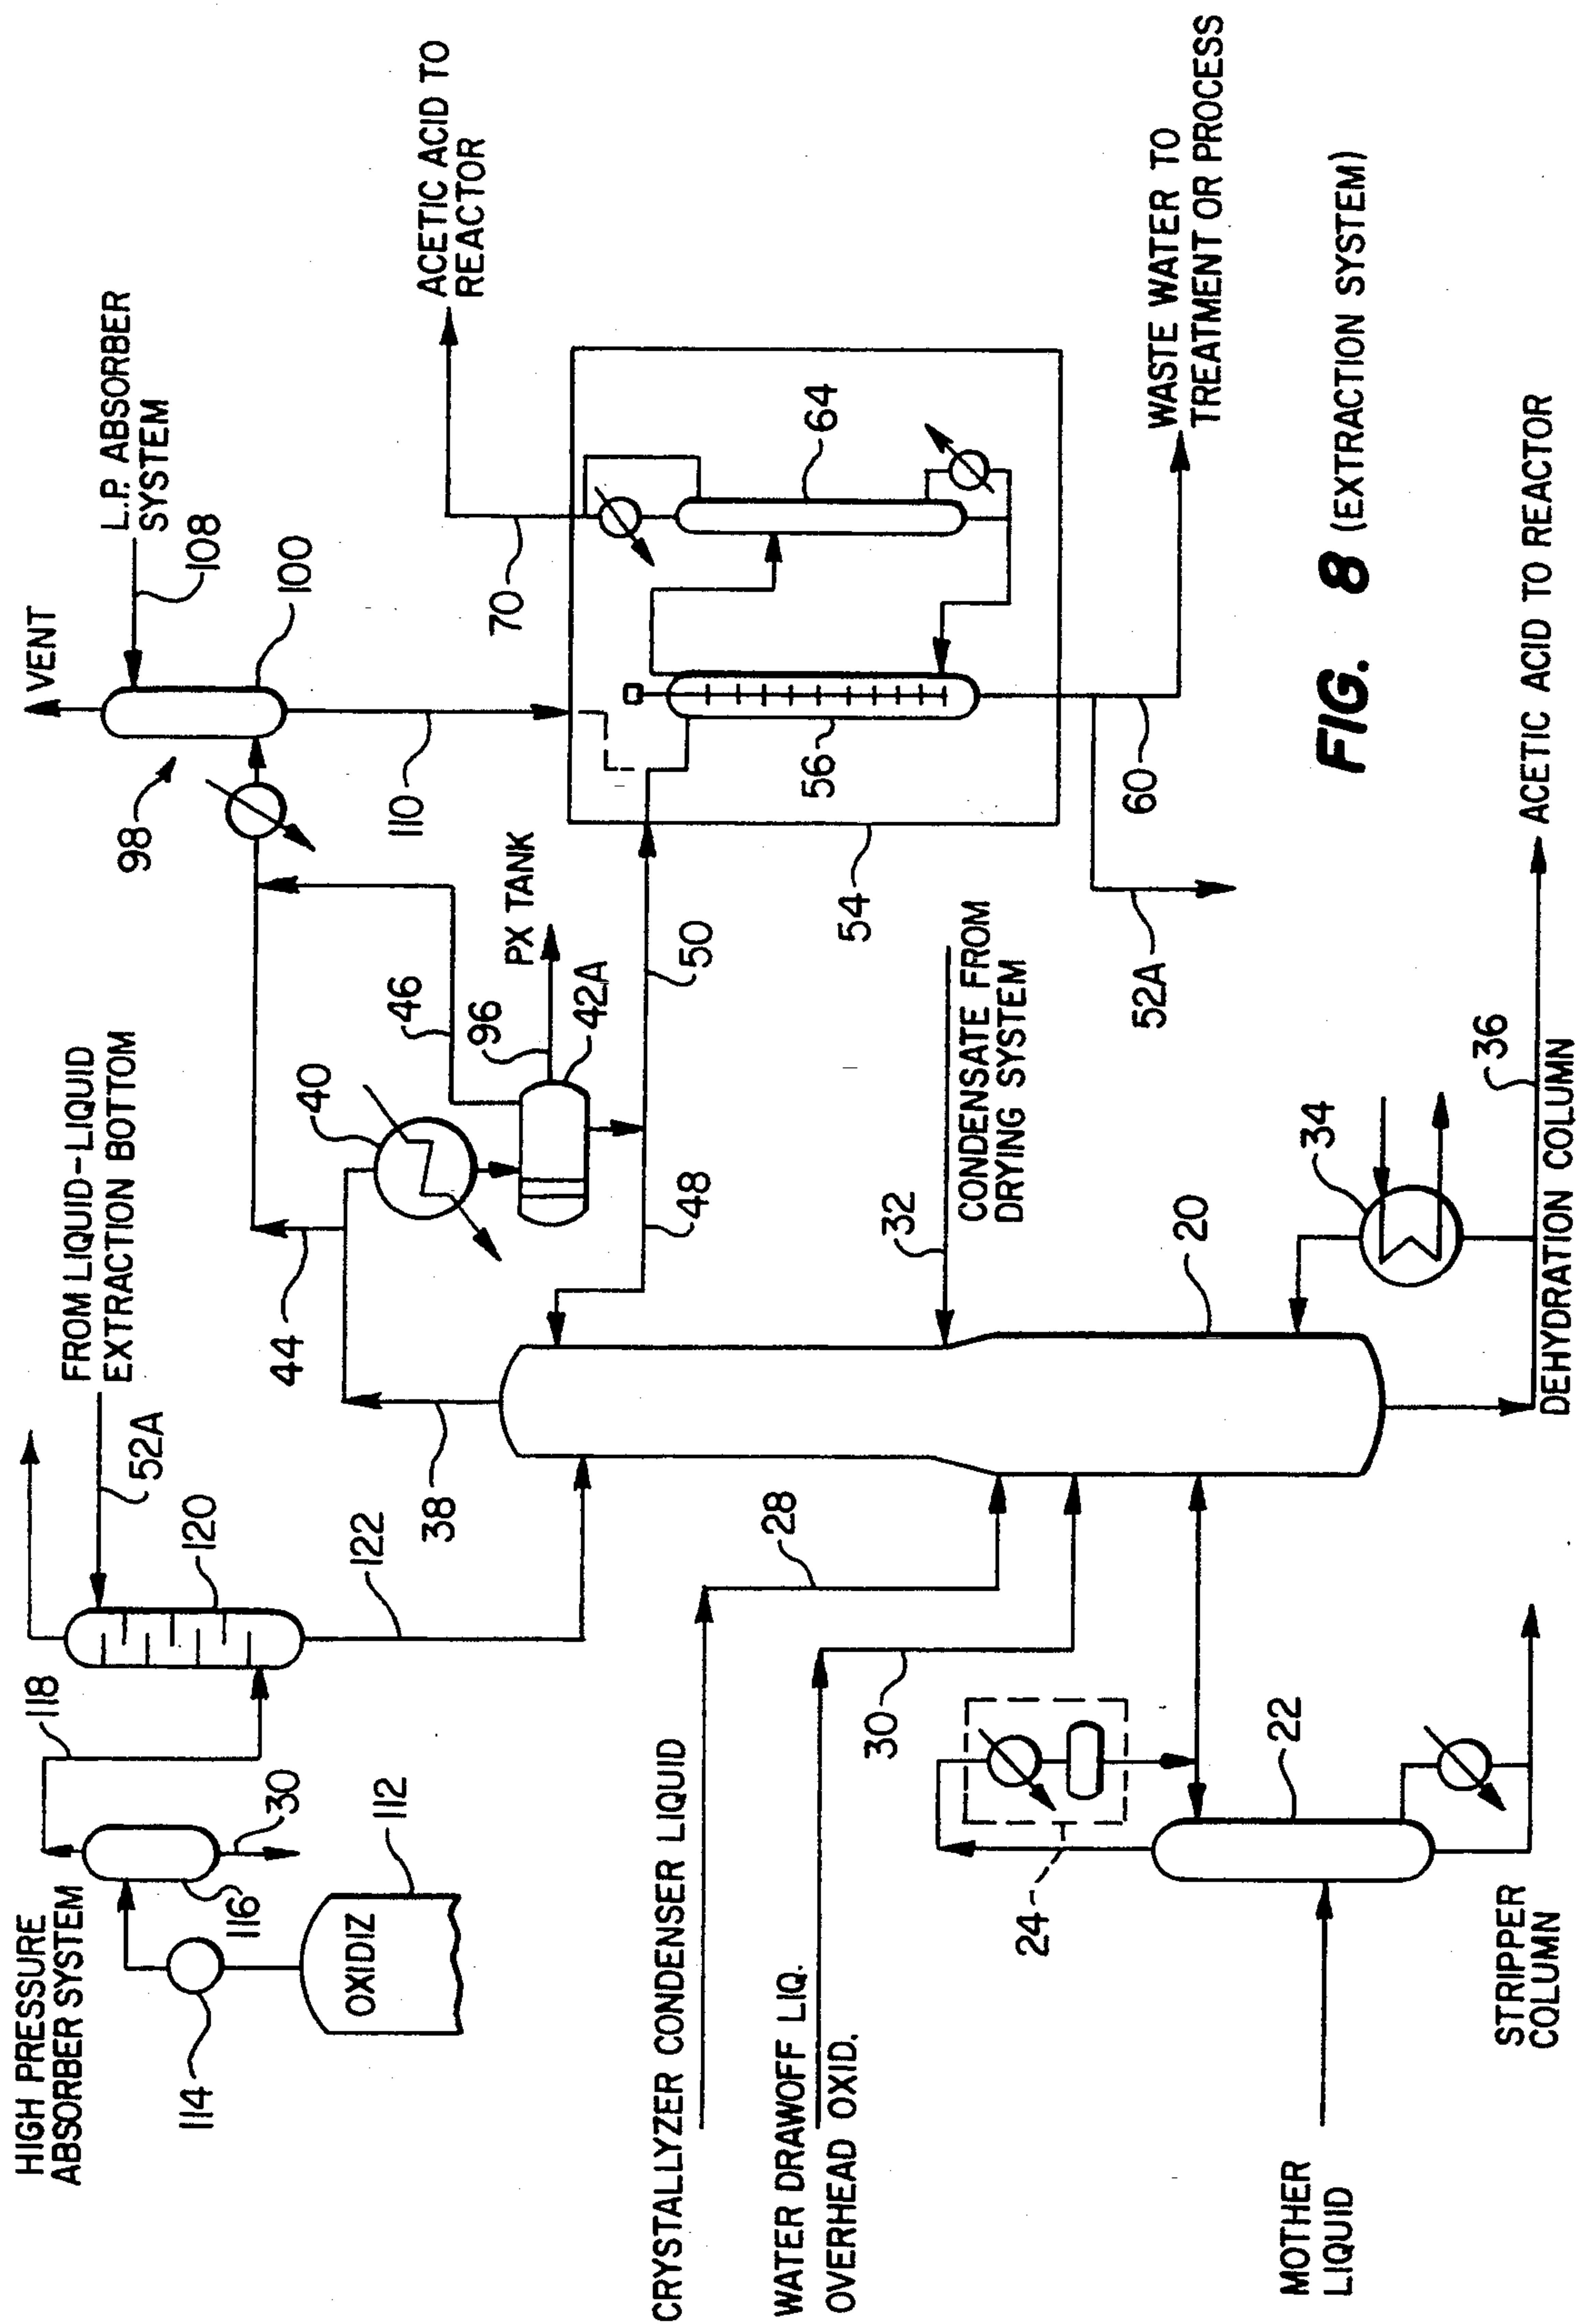 HIGH PRESSURE
ABSORBER SYSTEM
114
116
30
118
OXIDIZ
112
120
52A
FROM LIQUID-LIQUID
EXTRACTION BOTTOM
122
38
44
40
46
96
42A
PX TANK
48
50
98
VENT
L.P. ABSORBER
SYSTEM
108
100
110
70
ACETIC ACID TO
REACTOR
56
64
54
60
52A
WASTE WATER TO
TREATMENT OR PROCESS
CRYSTALLYZER CONDENSER LIQUID
28
WATER DRAWOFF LIQ.
OVERHEAD OXID.
30
32
CONDENSATE FROM
DRYING SYSTEM
20
34
36
ACETIC ACID TO REACTOR
DEHYDRATION COLUMN
24
22
MOTHER
LIQUID
STRIPPER
COLUMN
FIG. 8 (EXTRACTION SYSTEM)